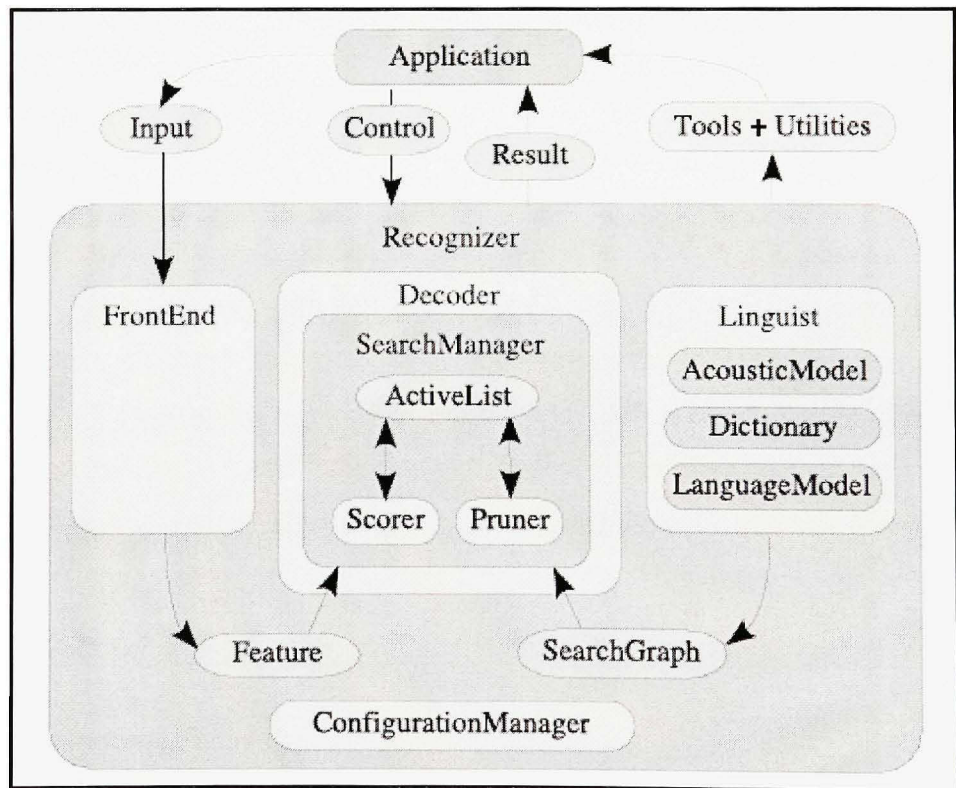 Application
Input
Control
Result
Tools + Utilities
Recognizer
FrontEnd
Decoder
SearchManager
ActiveList
Scorer
Pruner
Linguist
AcousticModel
Dictionary
LanguageModel
Feature
SearchGraph
ConfigurationManager